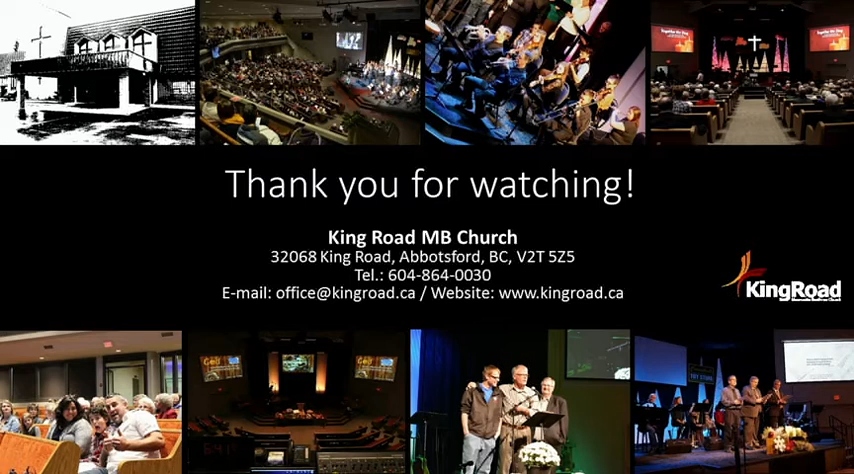 Thank you for watching!
King Road MB Church
32068 King Road, Abbotsford, BC, V2T 5Z5
Tel.: 604-864-0030
E-mail: office@kingroad.ca / Website: www.kingroad.ca
KingRoad